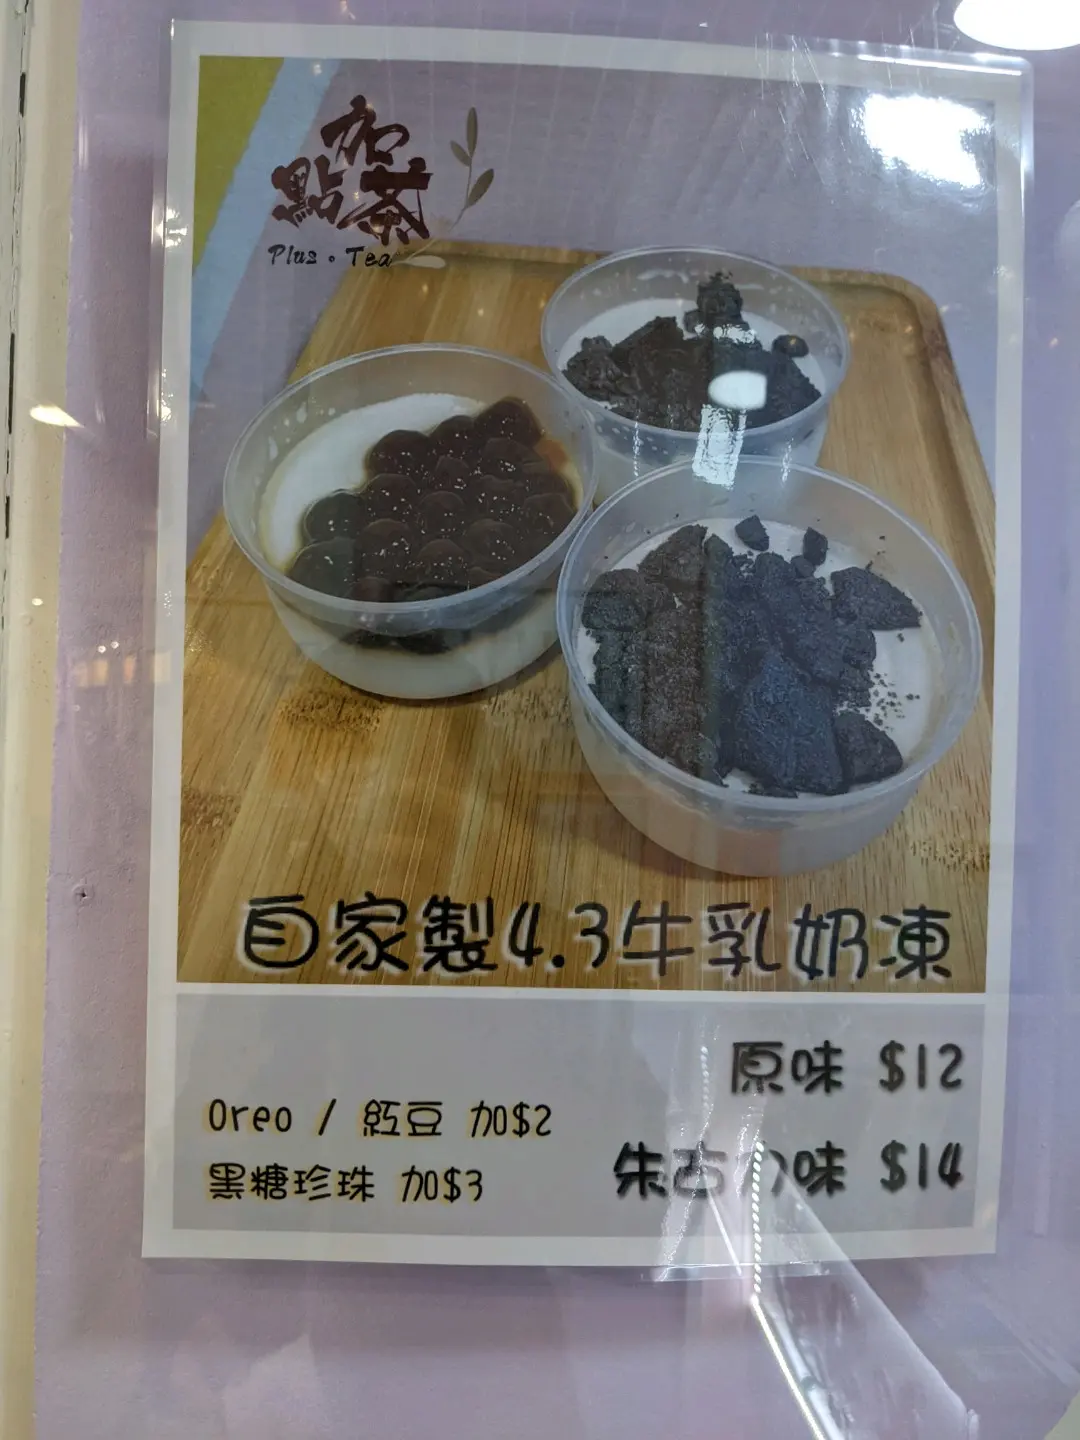 加
點茶
Plus。Tea
自家製4.3牛乳奶凍
原味 $12
Oreo / 紅豆 加$2
朱古 味 $14
黑糖珍珠 加$3